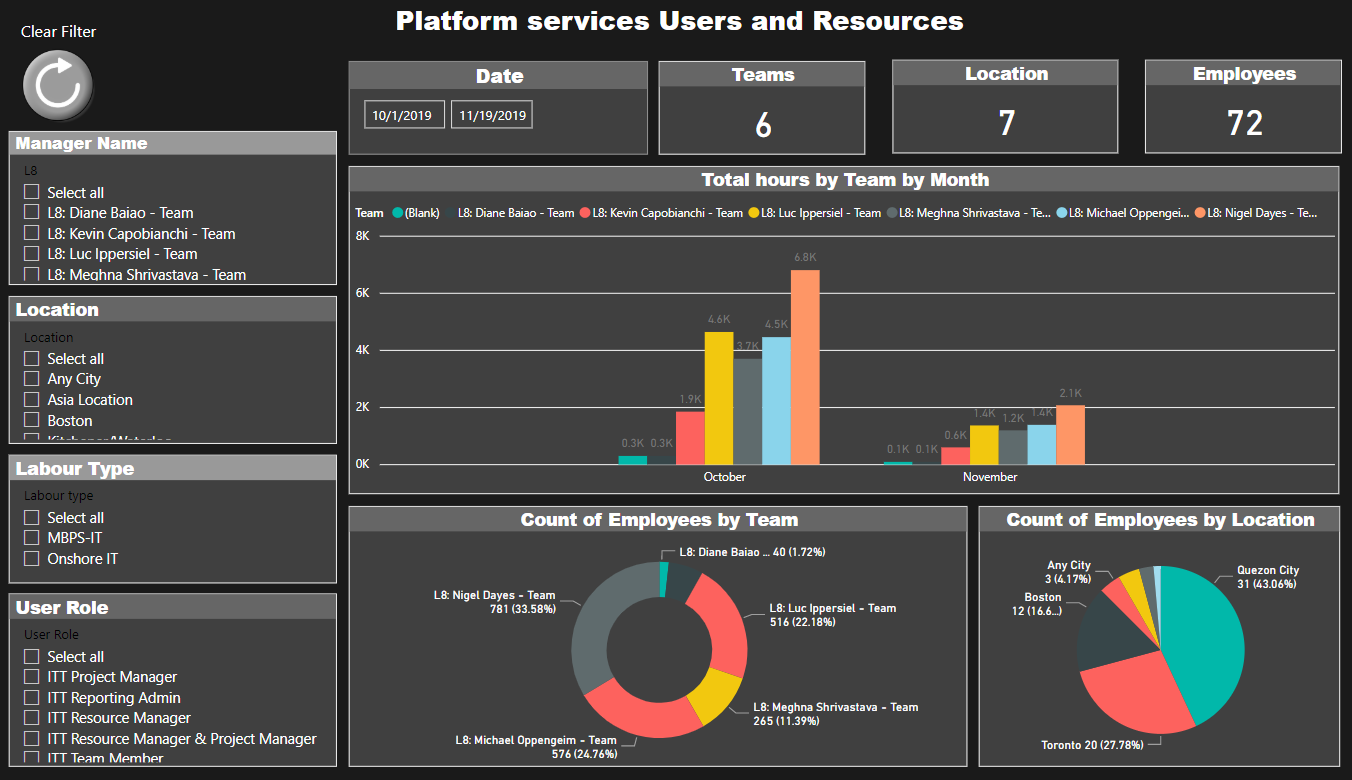 Platform services Users and Resources
Clear Filter
Date
10/1/2019 11/19/2019
Teams
6
Location
7
Employees
72
Manager Name
L8
Select all
L8: Diane Baiao - Team
L8: Kevin Capobianchi - Team
L8: Luc Ippersiel - Team
L8: Meghna Shrivastava - Team
Location
Location
Select all
Any City
Asia Location
Boston
Labour Type
Labour type
Select all
MBPS-IT
Onshore IT
User Role
User Role
Select all
ITT Project Manager
ITT Reporting Admin
ITT Resource Manager
ITT Resource Manager & Project Manager
ITT Team Member
Total hours by Team by Month
Team (Blank) L8: Diane Baiao - Team L8: Kevin Capobianchi - Team L8: Luc Ippersiel - Team L8: Meghna Shrivastava - Te... L8: Michael Oppengei... L8: Nigel Dayes - Te...
8K
6K
4K
2K
0K
0.3K 0.3K 1.9K 4.6K 3.7K 4.5K 6.8K
0.1K 0.1K 0.6K 1.4K 1.2K 1.4K 2.1K
October November
Count of Employees by Team
L8: Diane Baiao ... 40 (1.72%)
L8: Luc Ippersiel - Team
516 (22.18%)
L8: Meghna Shrivastava - Team
265 (11.39%)
L8: Michael Oppengeim - Team
576 (24.76%)
L8: Nigel Dayes - Team
781 (33.58%)
Count of Employees by Location
Quezon City
31 (43.06%)
Toronto 20 (27.78%)
Boston
12 (16.6...)
Any City
3 (4.17%)